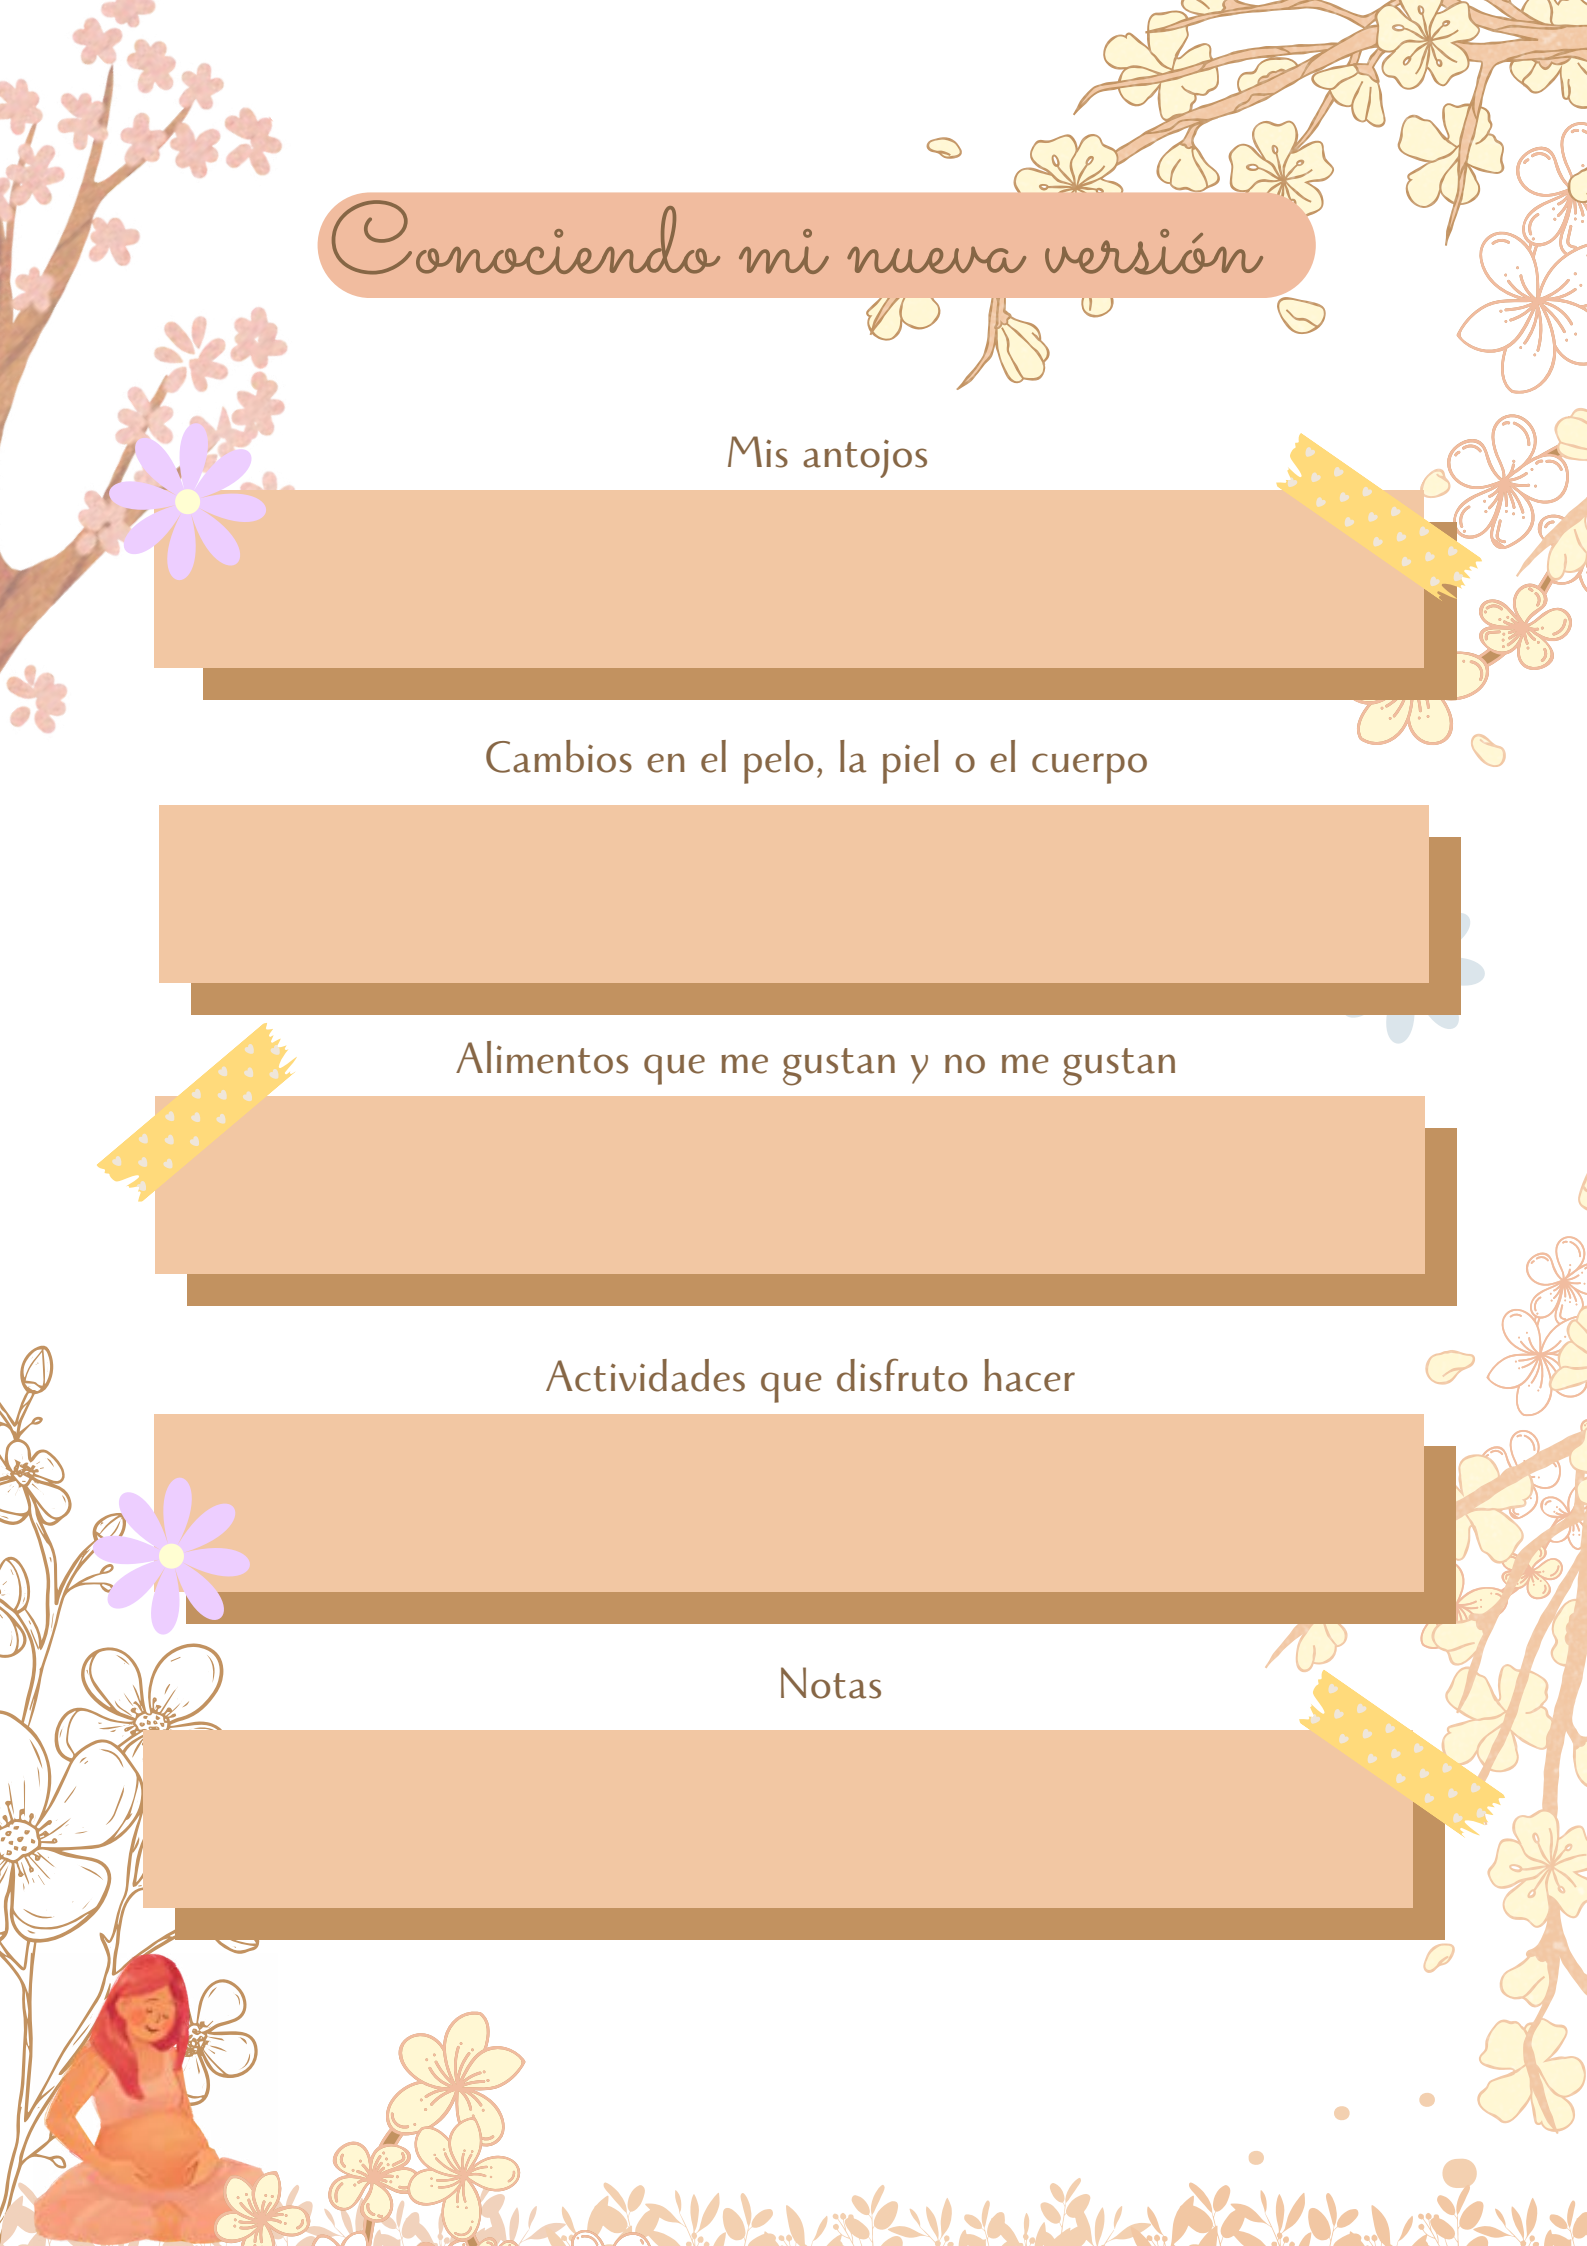 Conociendo mi nueva versión
Mis antojos
Cambios en el pelo, la piel o el cuerpo
Alimentos que me gustan y no me gustan
Actividades que disfruto hacer
Notas